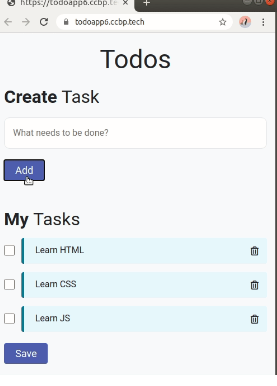 https://todoapp6.ccbp.te
todoapp6.ccbp.tech
Todos
Create Task
What needs to be done?
Add
My Tasks
Learn HTML
Learn CSS
Learn JS
Save